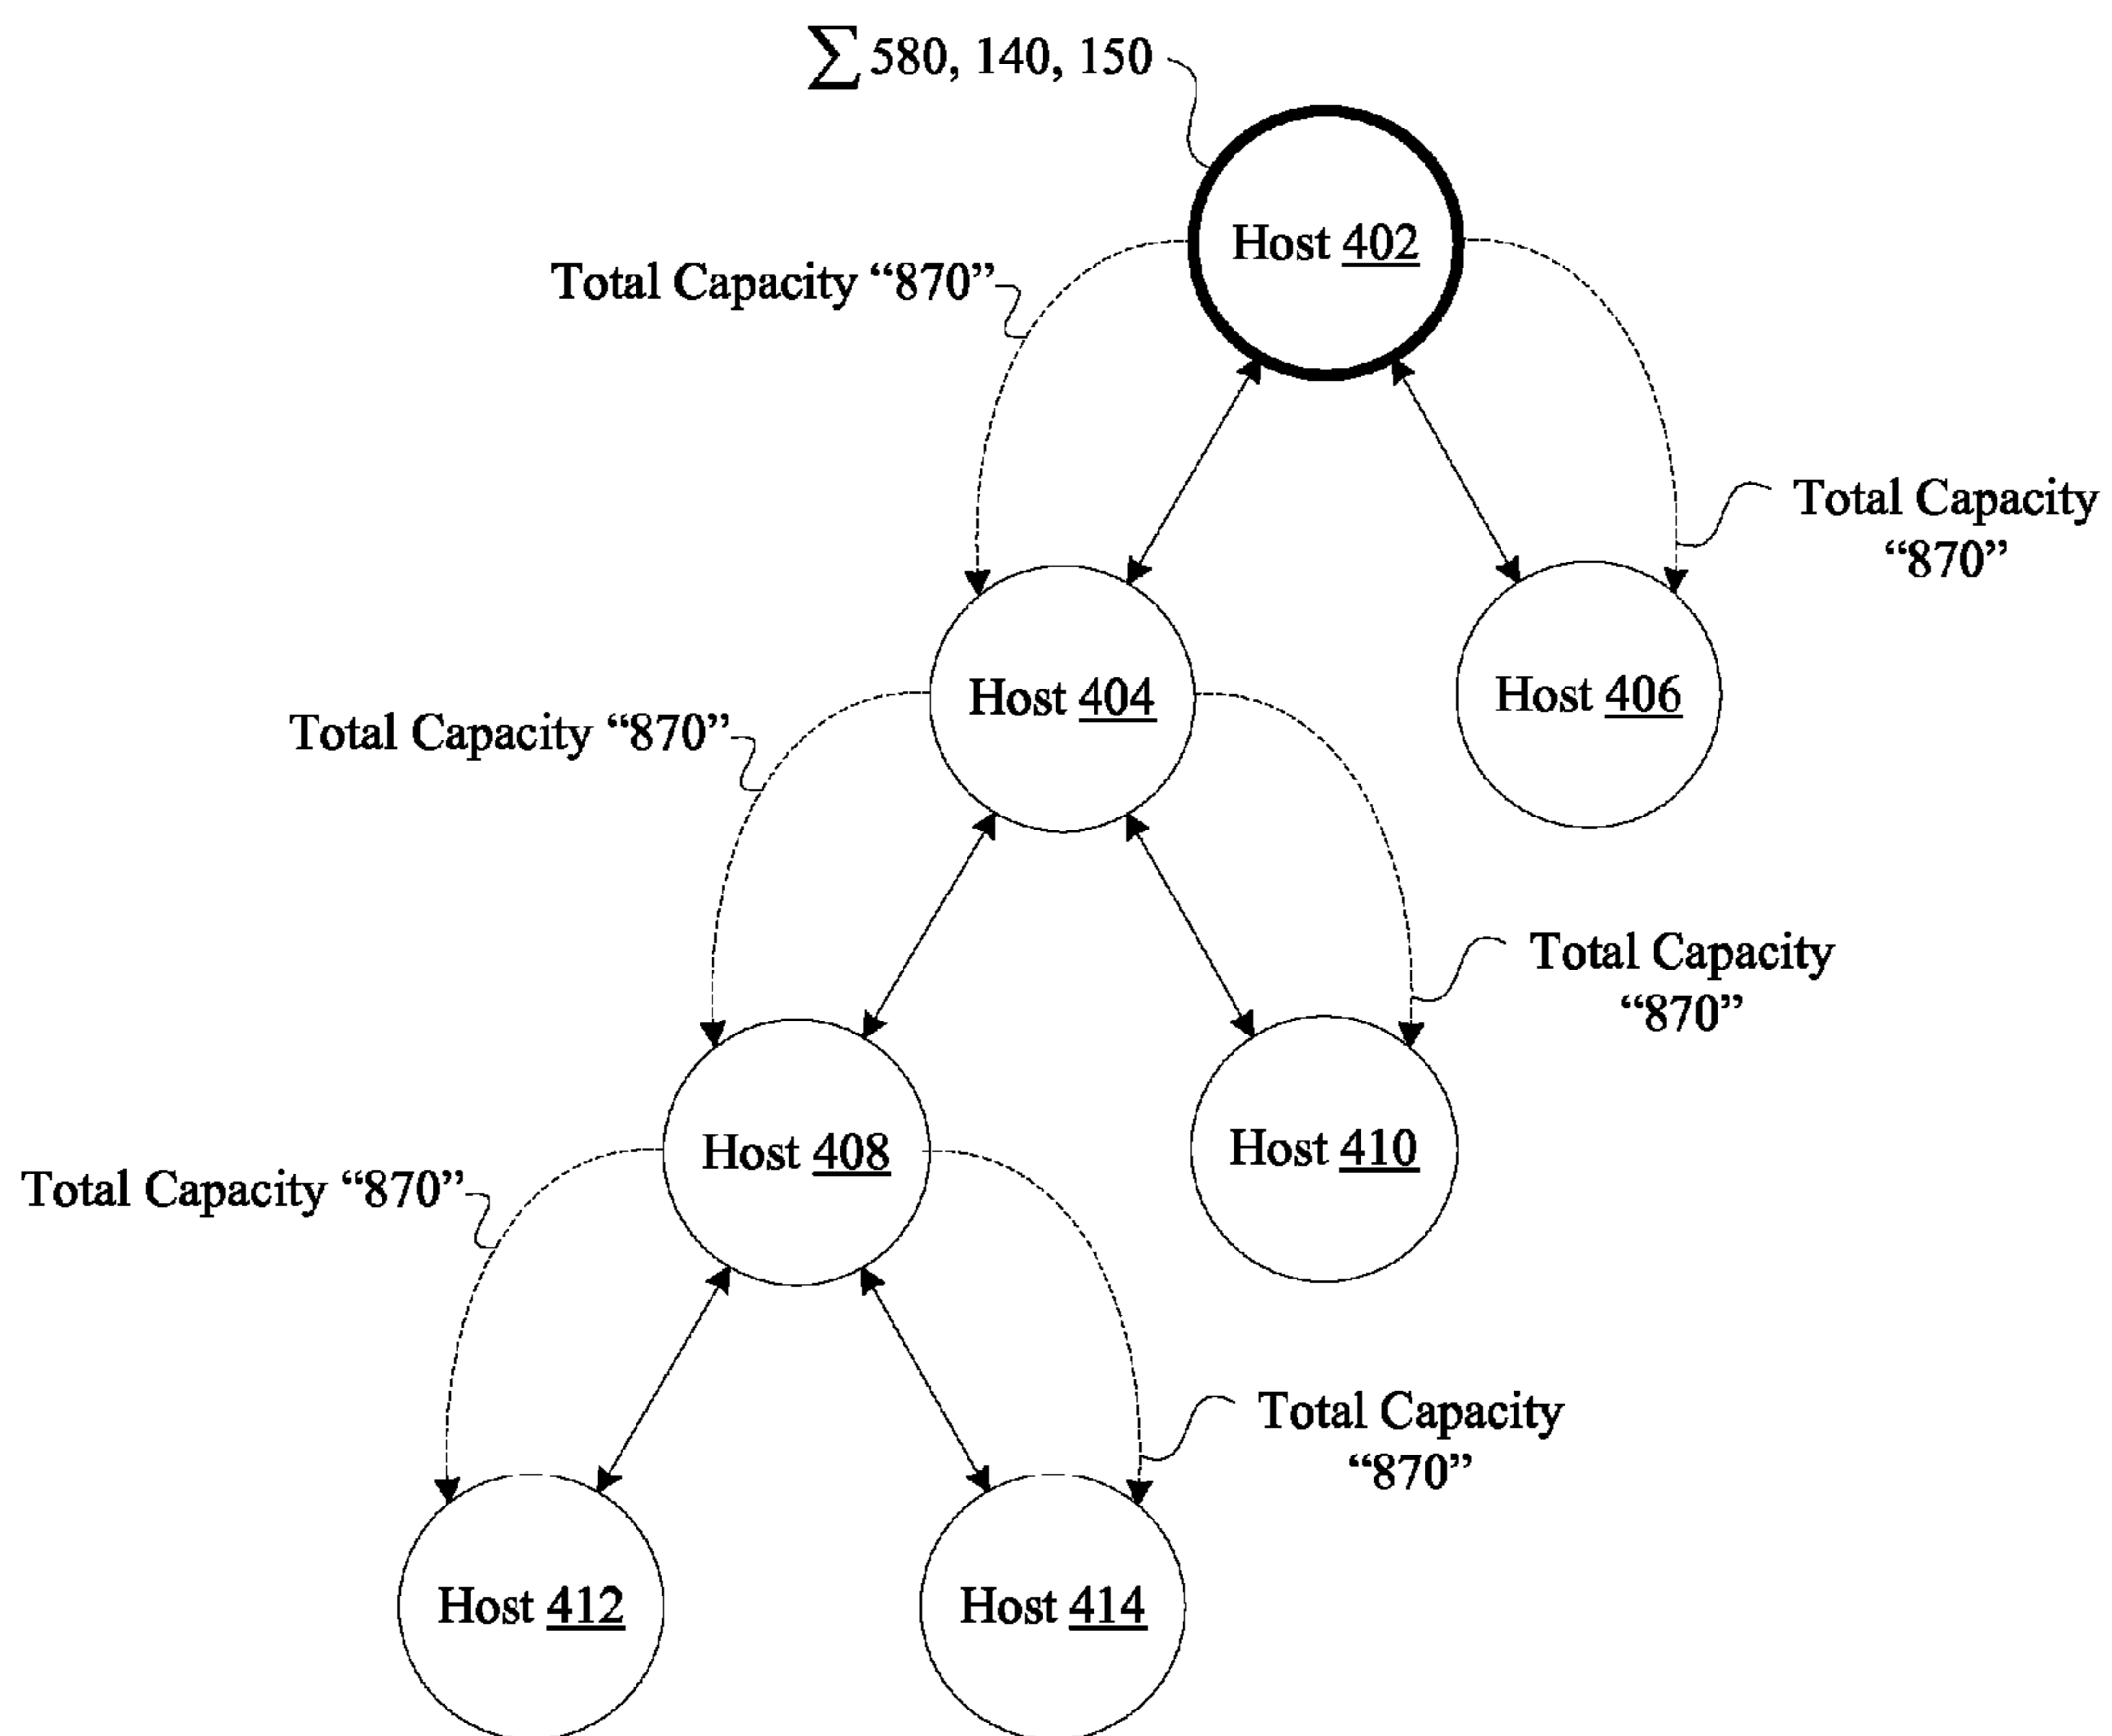 ∑ 580, 140, 150
Host 402
Total Capacity “870”
Total Capacity
“870”
Host 404
Host 406
Total Capacity “870”
Total Capacity
“870”
Host 408
Host 410
Total Capacity “870”
Total Capacity
“870”
Host 412
Host 414